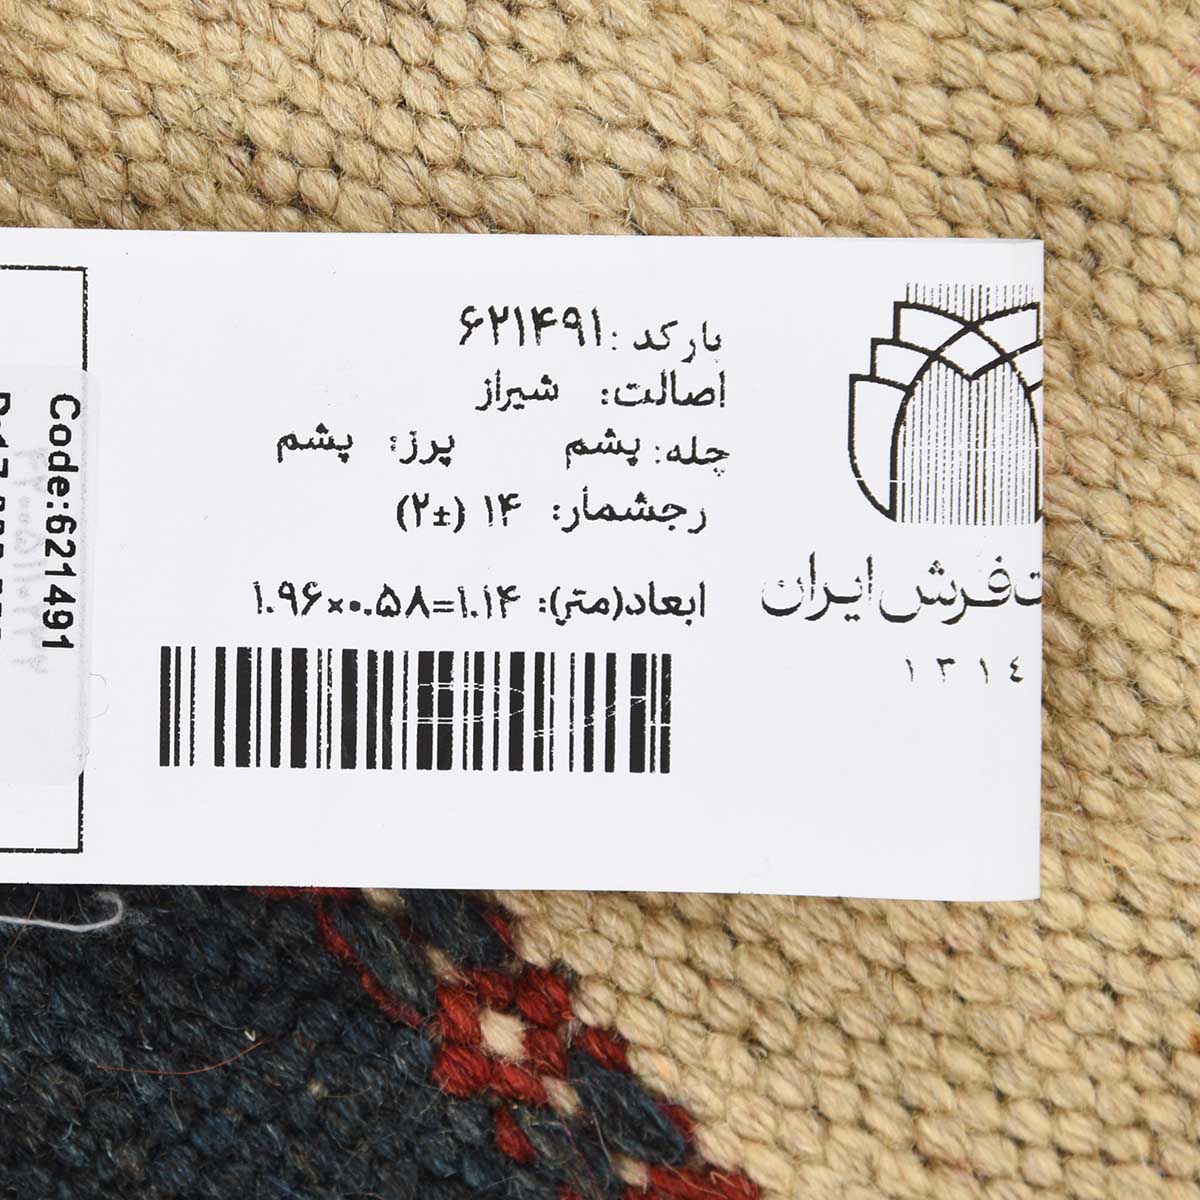 بارکد: ۶۲۱۴۹۱
اصالت: شیراز
چله: پشم پرز: پشم
رجشمار: ۱۴ (±۲)
ابعاد(متر): ۱.۱۴=۰.۵۸×۱.۹۶
فرش ایران
١٣١٤
Code:621491